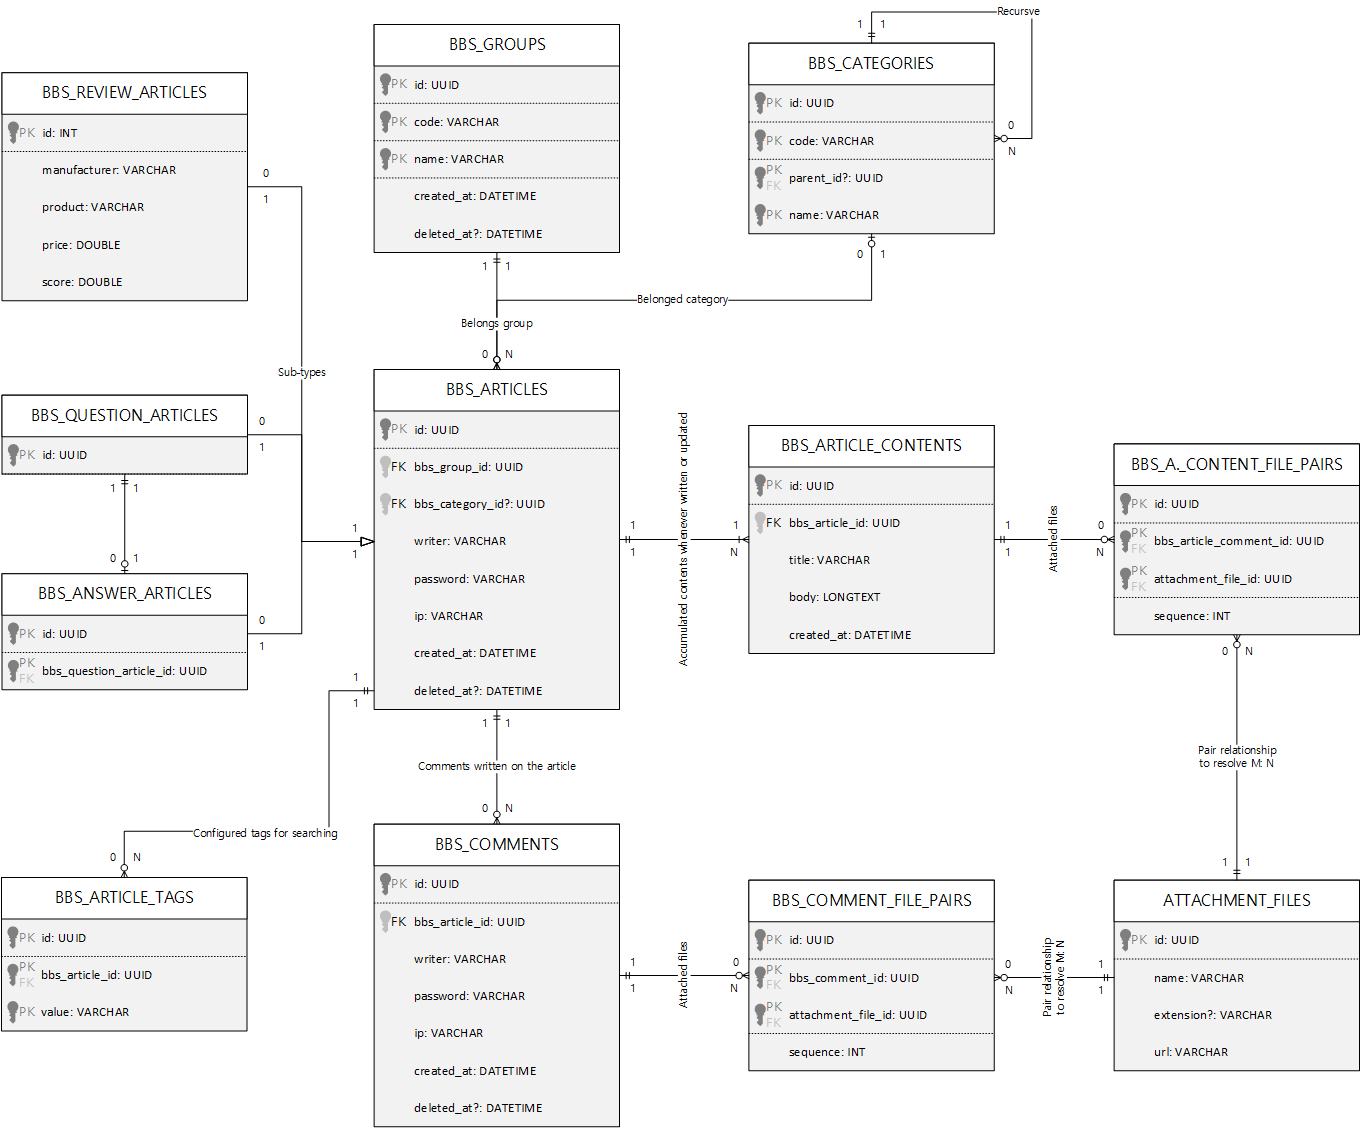 Recursve
1 1
0
N
BBS_GROUPS
PK id: UUID
PK code: VARCHAR
PK name: VARCHAR
created_at: DATETIME
deleted_at?: DATETIME
1 1
BBS_CATEGORIES
PK id: UUID
PK code: VARCHAR
PK FK parent_id?: UUID
PK name: VARCHAR
0 1
BBS_REVIEW_ARTICLES
PK id: INT
manufacturer: VARCHAR
product: VARCHAR
price: DOUBLE
score: DOUBLE
0
1
Belonged category
Belongs group
0 N
Sub-types
BBS_QUESTION_ARTICLES
PK id: UUID
0
1
1 1
0 1
BBS_ANSWER_ARTICLES
PK id: UUID
PK FK bbs_question_article_id: UUID
0
1
1
1
BBS_ARTICLES
PK id: UUID
FK bbs_group_id: UUID
FK bbs_category_id?: UUID
writer: VARCHAR
password: VARCHAR
ip: VARCHAR
created_at: DATETIME
deleted_at?: DATETIME
1
1
1 1
1
1
Accumulated contents whenever written or updated
1
N
BBS_ARTICLE_CONTENTS
PK id: UUID
FK bbs_article_id: UUID
title: VARCHAR
body: LONGTEXT
created_at: DATETIME
1
1
Attached files
0
N
BBS_A._CONTENT_FILE_PAIRS
PK id: UUID
PK FK bbs_article_comment_id: UUID
PK FK attachment_file_id: UUID
sequence: INT
0 N
Pair relationship
to resolve M: N
1 1
Comments written on the article
0 N
Configured tags for searching
0 N
BBS_ARTICLE_TAGS
PK id: UUID
PK FK bbs_article_id: UUID
PK value: VARCHAR
BBS_COMMENTS
PK id: UUID
FK bbs_article_id: UUID
writer: VARCHAR
password: VARCHAR
ip: VARCHAR
created_at: DATETIME
deleted_at?: DATETIME
1
1
Attached files
0
N
BBS_COMMENT_FILE_PAIRS
PK id: UUID
PK FK bbs_comment_id: UUID
PK FK attachment_file_id: UUID
sequence: INT
0
N
Pair relationship
to resolve M: N
1
1
ATTACHMENT_FILES
PK id: UUID
name: VARCHAR
extension?: VARCHAR
url: VARCHAR